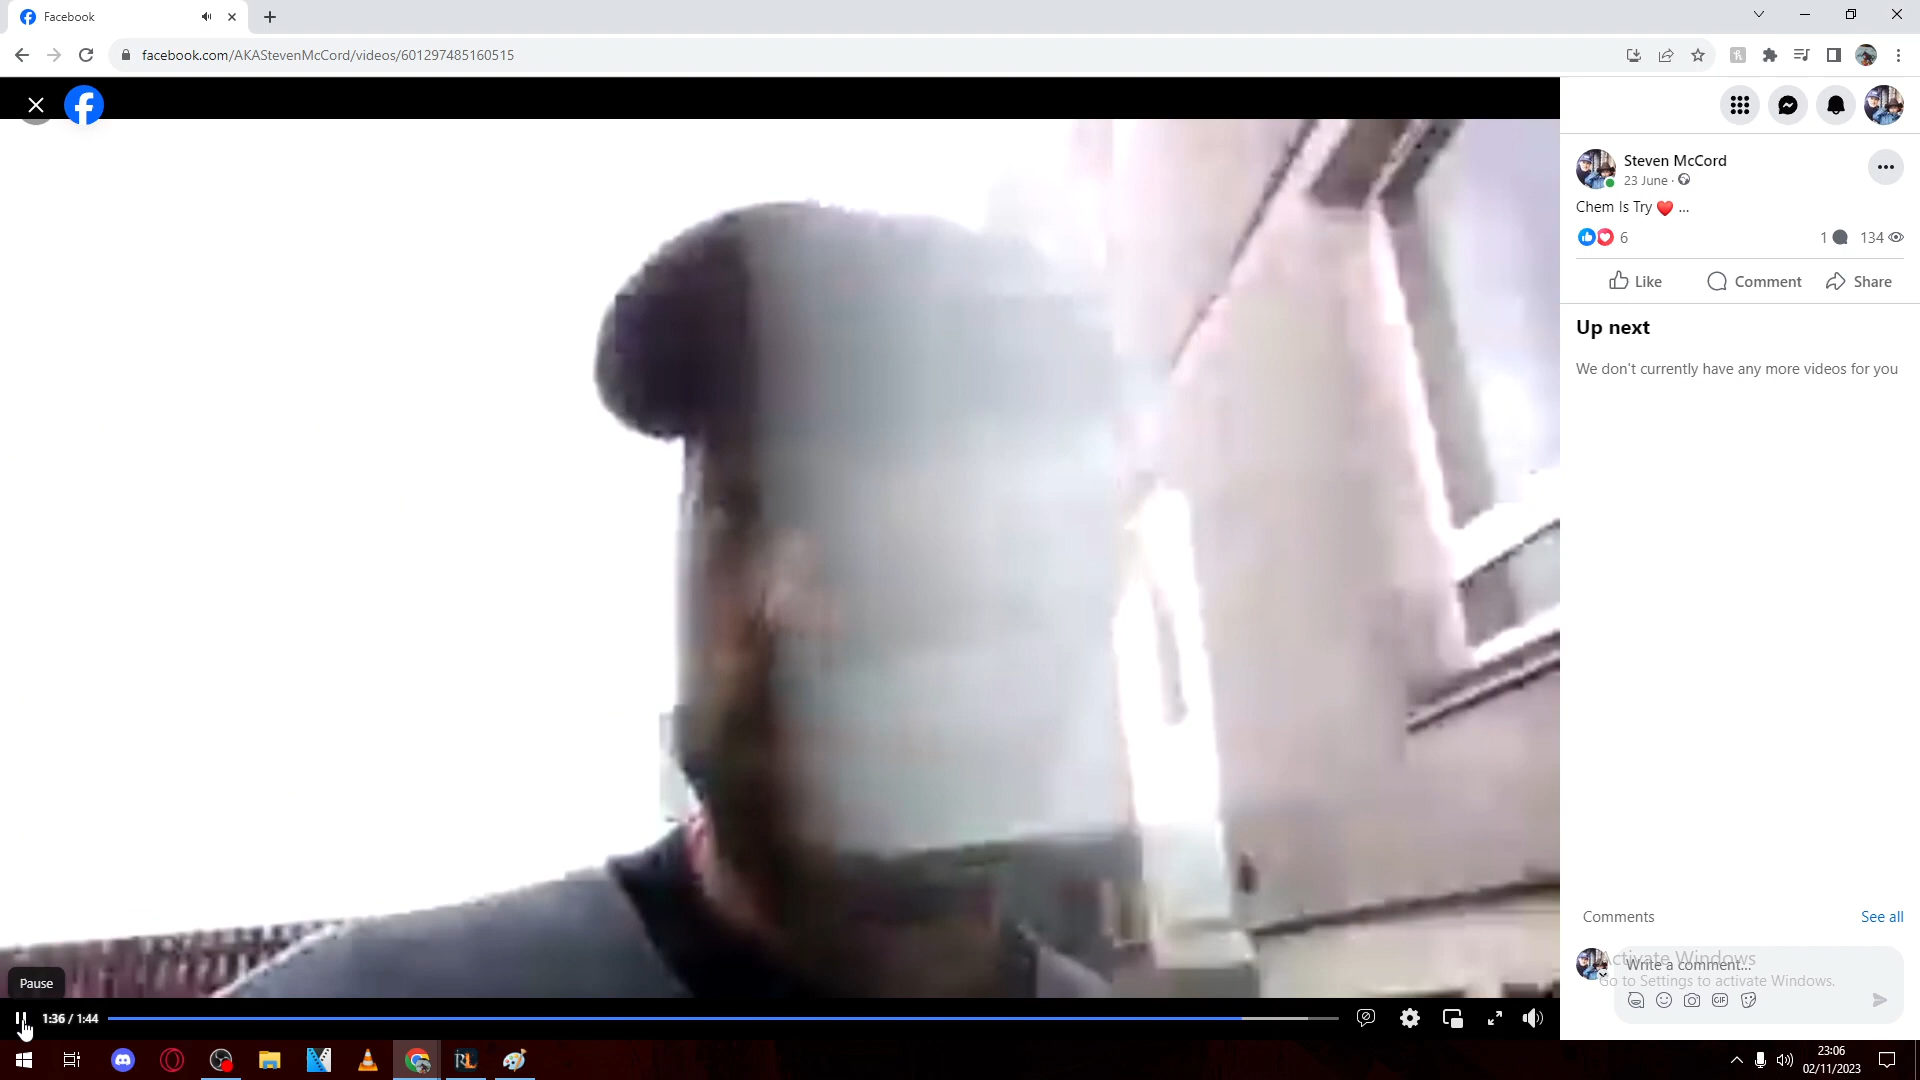 Facebook
facebook.com/AKAStevenMcCord/videos/601297485160515
Steven McCord
23 June ·
Chem Is Try ❤️ ...
6
1
134
Like
Comment
Share
Up next
We don't currently have any more videos for you
Comments
See all
Activate Windows
Write a comment...
Go to Settings to activate Windows.
GIF
Pause
1:36 / 1:44
RL
23:06
02/11/2023